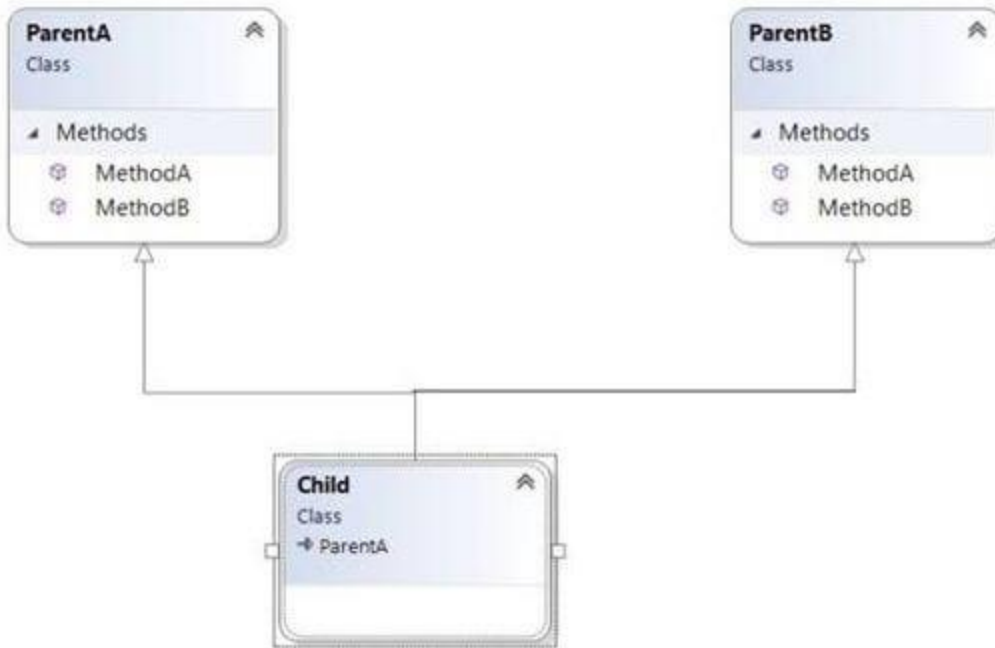 ParentA
Class
Methods
MethodA
MethodB
ParentB
Class
Methods
MethodA
MethodB
Child
Class
ParentA